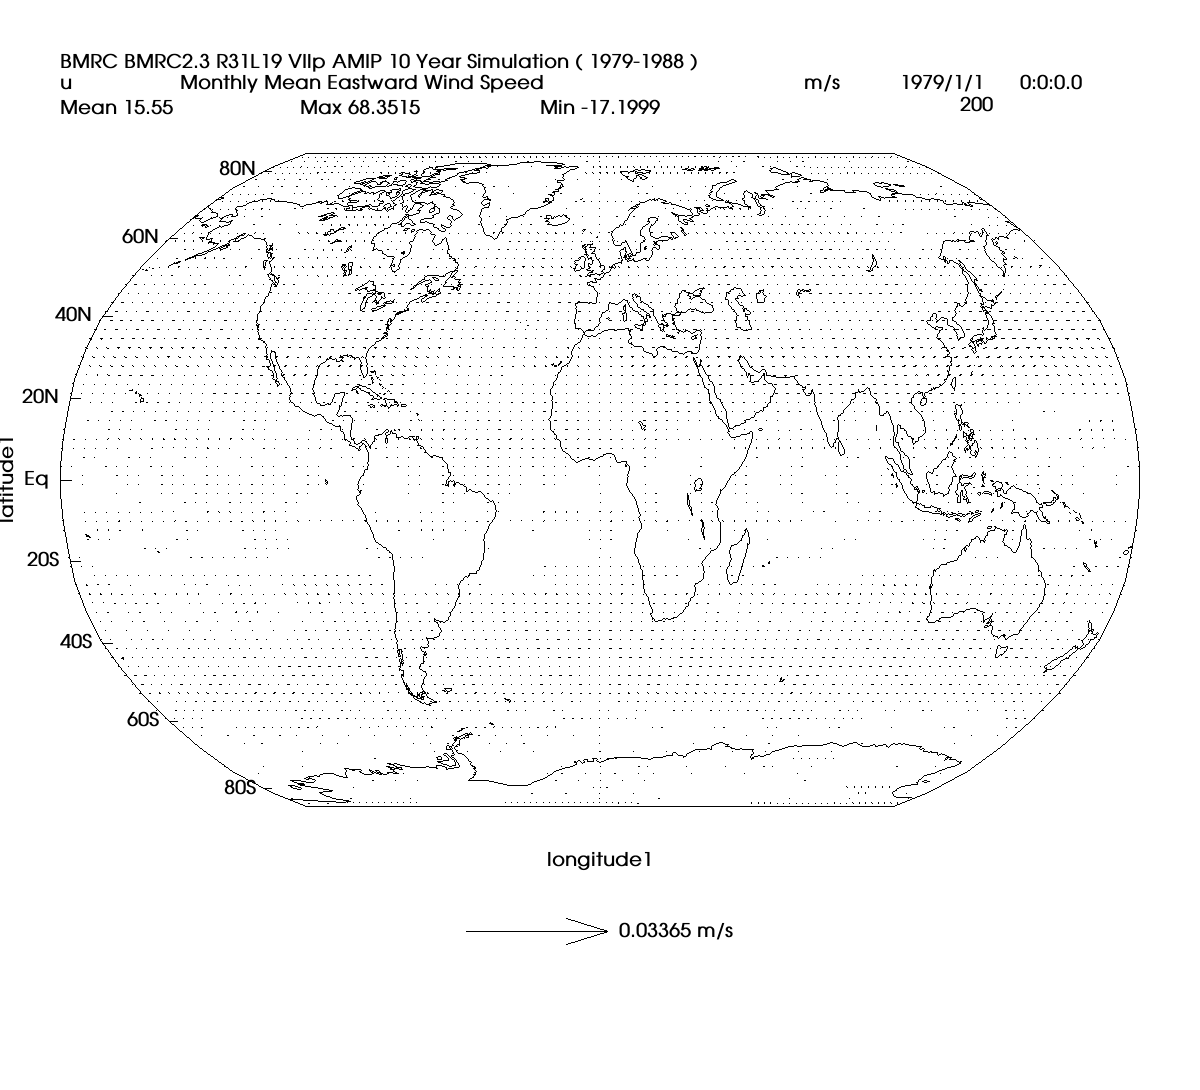 BMRC BMRC2.3 R31L19 VIIp AMIP 10 Year Simulation ( 1979-1988 )
u Monthly Mean Eastward Wind Speed m/s 1979/1/1 0:0:0.0
Mean 15.55 Max 68.3515 Min -17.1999 200
80N
60N
40N
20N
Eq
20S
40S
60S
80S
latitude1
longitude1
0.03365 m/s